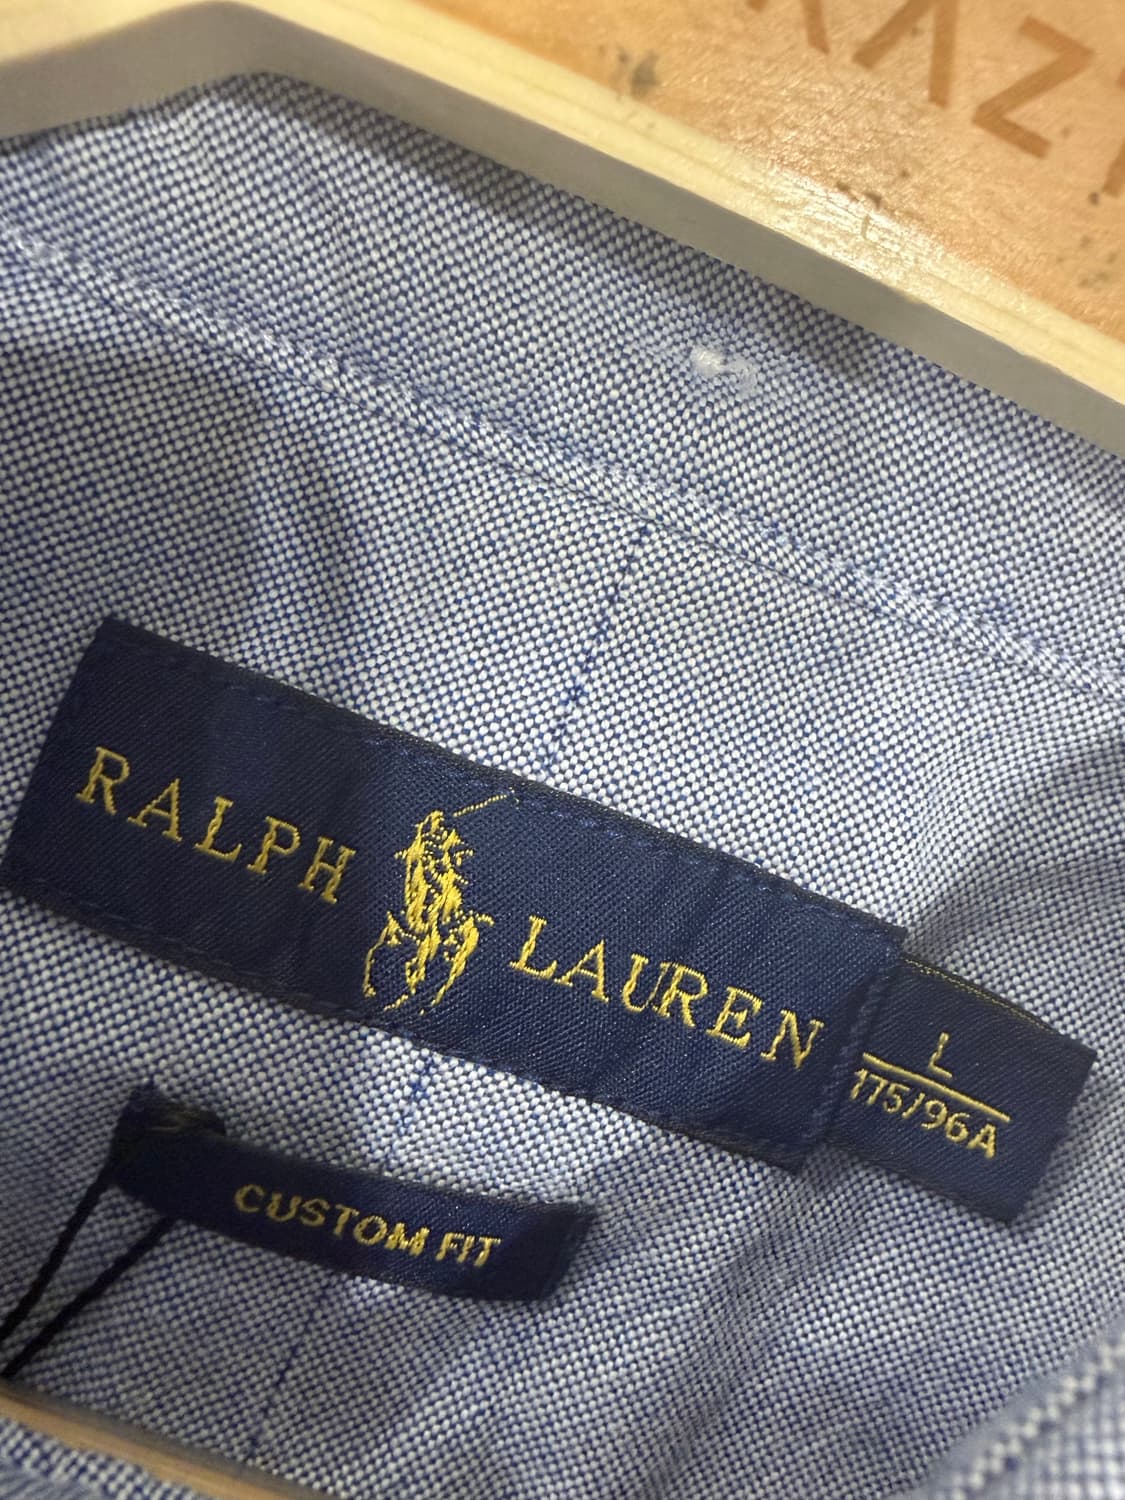 RALPH LAUREN
L
175/96A
CUSTOM FIT